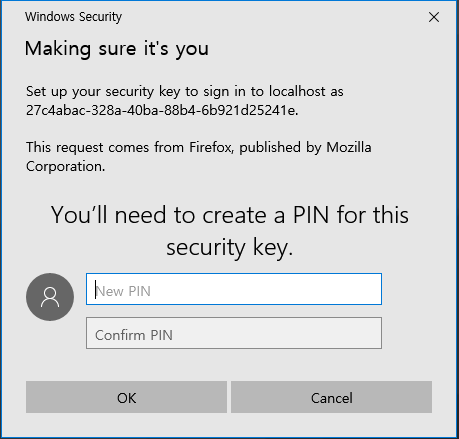 Windows Security
Making sure it's you
Set up your security key to sign in to localhost as
27c4abac-328a-40ba-88b4-6b921d25241e.
This request comes from Firefox, published by Mozilla
Corporation.
You’ll need to create a PIN for this
security key.
New PIN
Confirm PIN
OK
Cancel